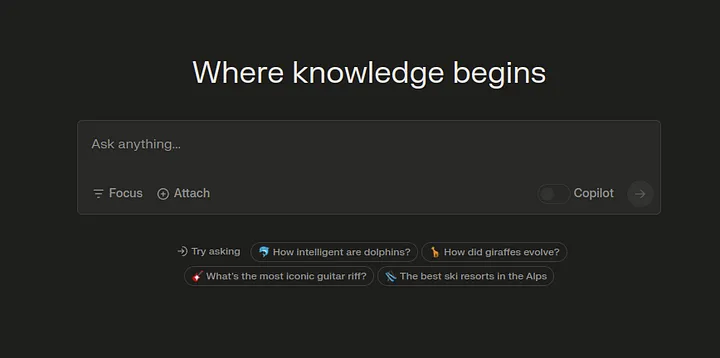 Where knowledge begins
Ask anything...
Focus Attach Copilot
Try asking How intelligent are dolphins? How did giraffes evolve?
What's the most iconic guitar riff? The best ski resorts in the Alps